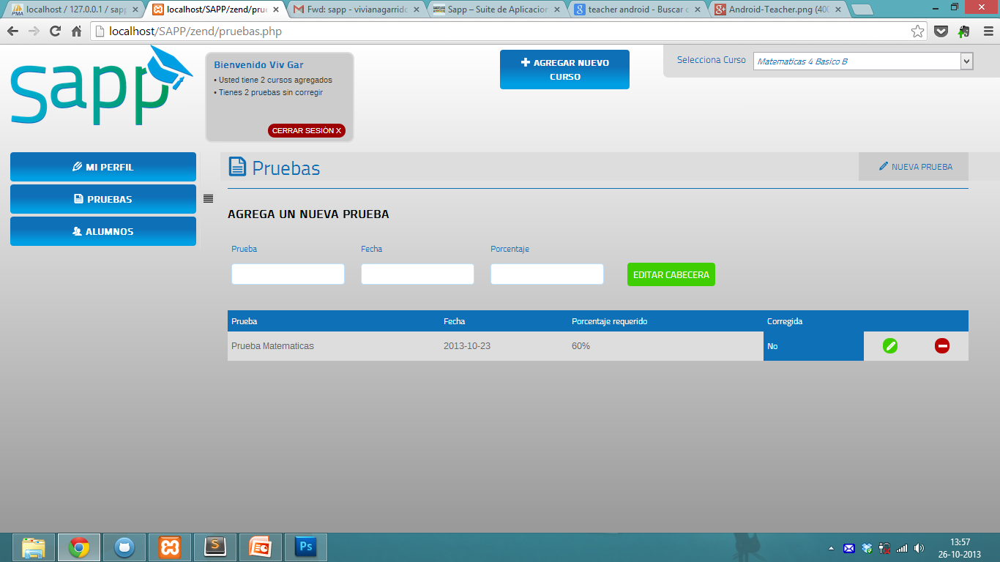 localhost / 127.0.0.1 / sapp
localhost/SAPP/zend/prue
Fwd: sapp - vivianagarrido
Sapp – Suite de Aplicacion
teacher android - Buscar c
Android-Teacher.png (400
localhost/SAPP/zend/pruebas.php
sapp
Bienvenido Viv Gar
• Usted tiene 2 cursos agregados
• Tienes 2 pruebas sin corregir
CERRAR SESIÓN X
AGREGAR NUEVO
CURSO
Selecciona Curso
Matematicas 4 Basico B
MI PERFIL
PRUEBAS
ALUMNOS
Pruebas
NUEVA PRUEBA
AGREGA UN NUEVA PRUEBA
Prueba Fecha Porcentaje
EDITAR CABECERA
Prueba Fecha Porcentaje requerido Corregida
Prueba Matematicas 2013-10-23 60% No
Ps
13:57
26-10-2013